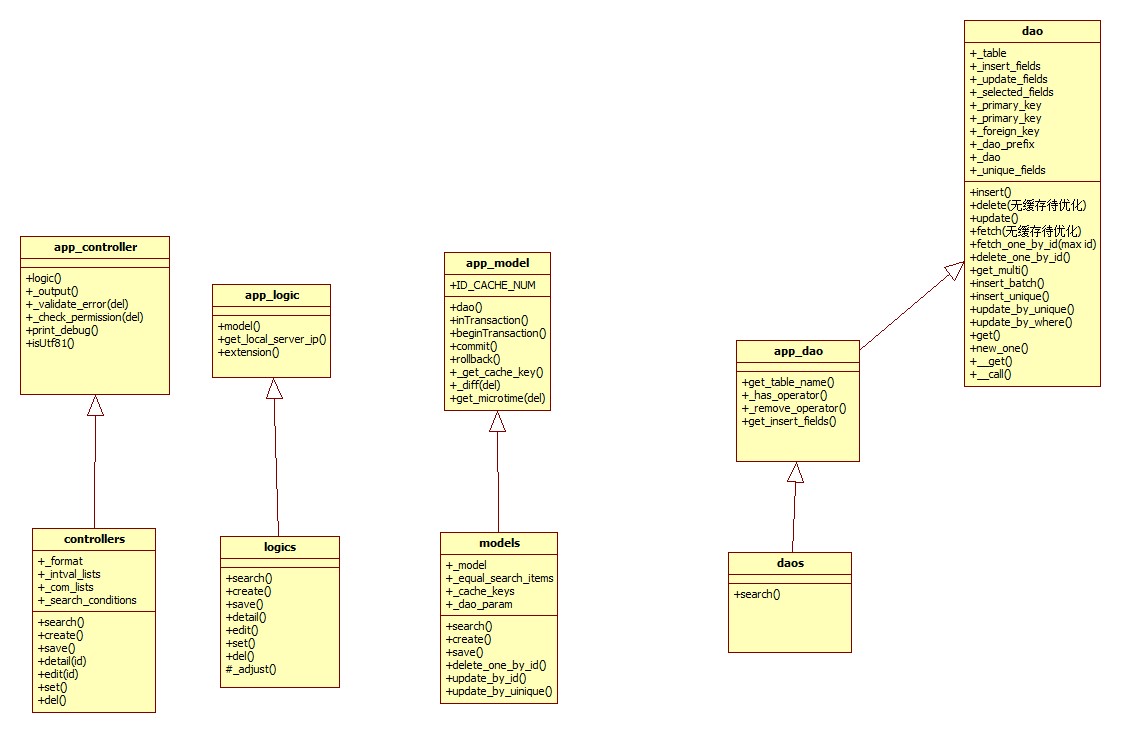 dao
+_table
+_insert_fields
+_update_fields
+_selected_fields
+_primary_key
+_primary_key
+_foreign_key
+_dao_prefix
+_dao
+_unique_fields
+insert()
+delete(无缓存待优化)
+update()
+fetch(无缓存待优化)
+fetch_one_by_id(max id)
+delete_one_by_id()
+get_multi()
+insert_batch()
+insert_unique()
+update_by_unique()
+update_by_where()
+get()
+new_one()
+__get()
+__call()
app_controller
+logic()
+_output()
+_validate_error(del)
+_check_permission(del)
+print_debug()
+isUtf81()
app_logic
+model()
+get_local_server_ip()
+extension()
app_model
+ID_CACHE_NUM
+dao()
+inTransaction()
+beginTransaction()
+commit()
+rollback()
+_get_cache_key()
+_diff(del)
+get_microtime(del)
app_dao
+get_table_name()
+_has_operator()
+_remove_operator()
+get_insert_fields()
controllers
+_format
+_intval_lists
+_com_lists
+_search_conditions
+search()
+create()
+save()
+detail(id)
+edit(id)
+set()
+del()
logics
+search()
+create()
+save()
+detail()
+edit()
+set()
+del()
#_adjust()
models
+_model
+_equal_search_items
+_cache_keys
+_dao_param
+search()
+create()
+save()
+delete_one_by_id()
+update_by_id()
+update_by_uinique()
daos
+search()